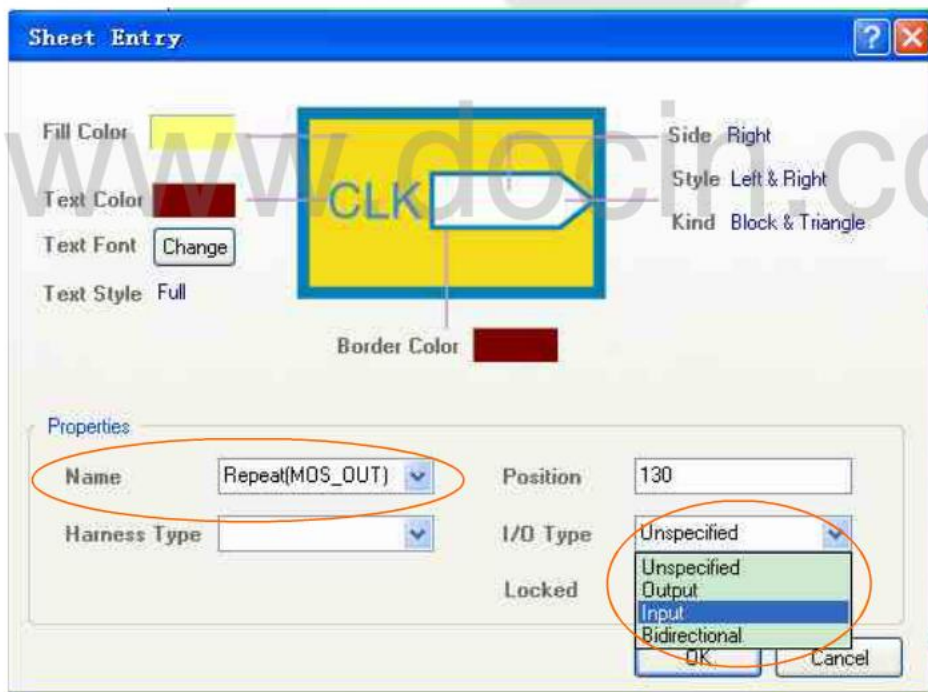 Sheet Entry
www.docin.co
Fill Color
Side Right
Text Color
CLK
Style Left & Right
Text Font Change
Kind Block & Triangle
Text Style Full
Border Color
Properties
Name Repeat(MOS_OUT)
Position 130
Harness Type
I/O Type Unspecified
Unspecified
Locked
Output
Input
Bidirectional
OK
Cancel